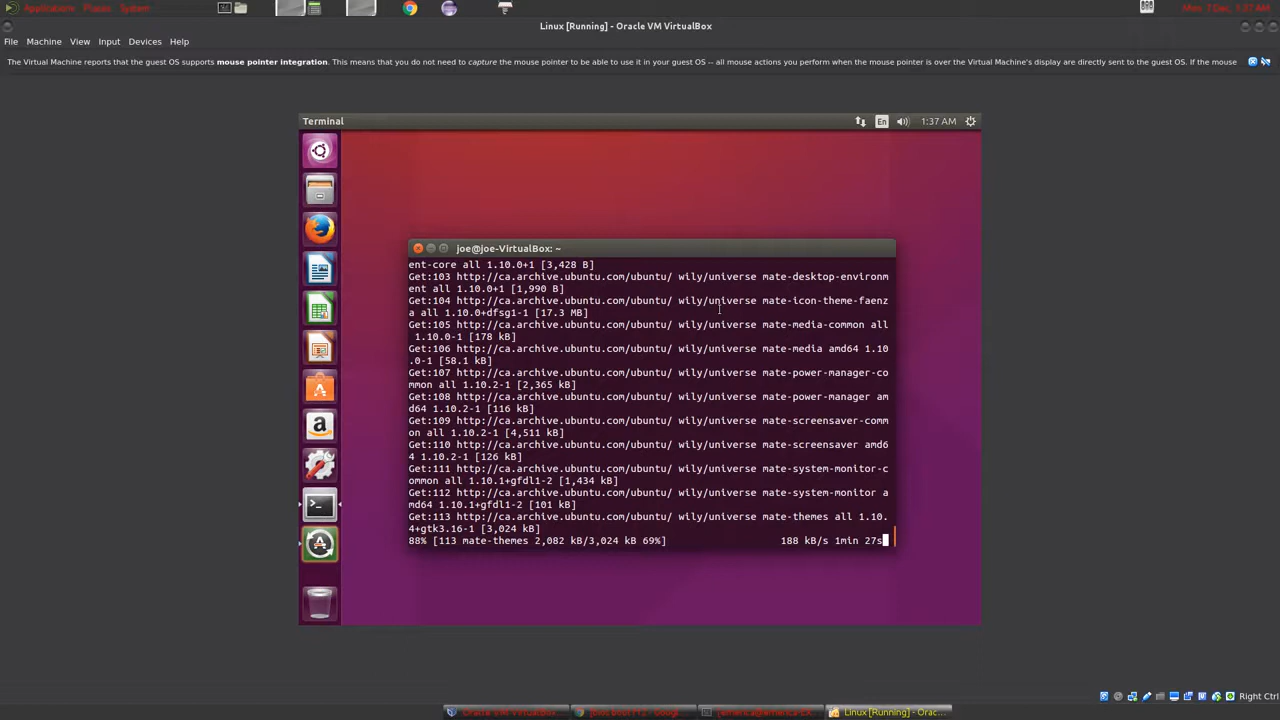 Applications Places System
Mon, 7 Dec, 1:37 AM
Linux [Running] - Oracle VM VirtualBox
File Machine View Input Devices Help
The Virtual Machine reports that the guest OS supports mouse pointer integration. This means that you do not need to capture the mouse pointer to be able to use it in your guest OS -- all mouse actions you perform when the mouse pointer is over the Virtual Machine's display are directly sent to the guest OS. If the mouse
Terminal
En
1:37 AM
joe@joe-VirtualBox: ~
ent-core all 1.10.0+1 [3,428 B]
Get:103 http://ca.archive.ubuntu.com/ubuntu/ wily/universe mate-desktop-environm
ent all 1.10.0+1 [1,990 B]
Get:104 http://ca.archive.ubuntu.com/ubuntu/ wily/universe mate-icon-theme-faenz
a all 1.10.0+dfsg1-1 [17.3 MB]
Get:105 http://ca.archive.ubuntu.com/ubuntu/ wily/universe mate-media-common all
1.10.0-1 [178 kB]
Get:106 http://ca.archive.ubuntu.com/ubuntu/ wily/universe mate-media amd64 1.10
.0-1 [58.1 kB]
Get:107 http://ca.archive.ubuntu.com/ubuntu/ wily/universe mate-power-manager-co
mmon all 1.10.2-1 [2,365 kB]
Get:108 http://ca.archive.ubuntu.com/ubuntu/ wily/universe mate-power-manager am
d64 1.10.2-1 [116 kB]
Get:109 http://ca.archive.ubuntu.com/ubuntu/ wily/universe mate-screensaver-comm
on all 1.10.2-1 [4,511 kB]
Get:110 http://ca.archive.ubuntu.com/ubuntu/ wily/universe mate-screensaver amd6
4 1.10.2-1 [126 kB]
Get:111 http://ca.archive.ubuntu.com/ubuntu/ wily/universe mate-system-monitor-c
ommon all 1.10.1+gfdl1-2 [1,434 kB]
Get:112 http://ca.archive.ubuntu.com/ubuntu/ wily/universe mate-system-monitor a
md64 1.10.1+gfdl1-2 [101 kB]
Get:113 http://ca.archive.ubuntu.com/ubuntu/ wily/universe mate-themes all 1.10.
4+gtk3.16-1 [3,024 kB]
88% [113 mate-themes 2,082 kB/3,024 kB 69%] 188 kB/s 1min 27s
Right Ctrl
Oracle VM VirtualBox
Linux [Running] - Orac...